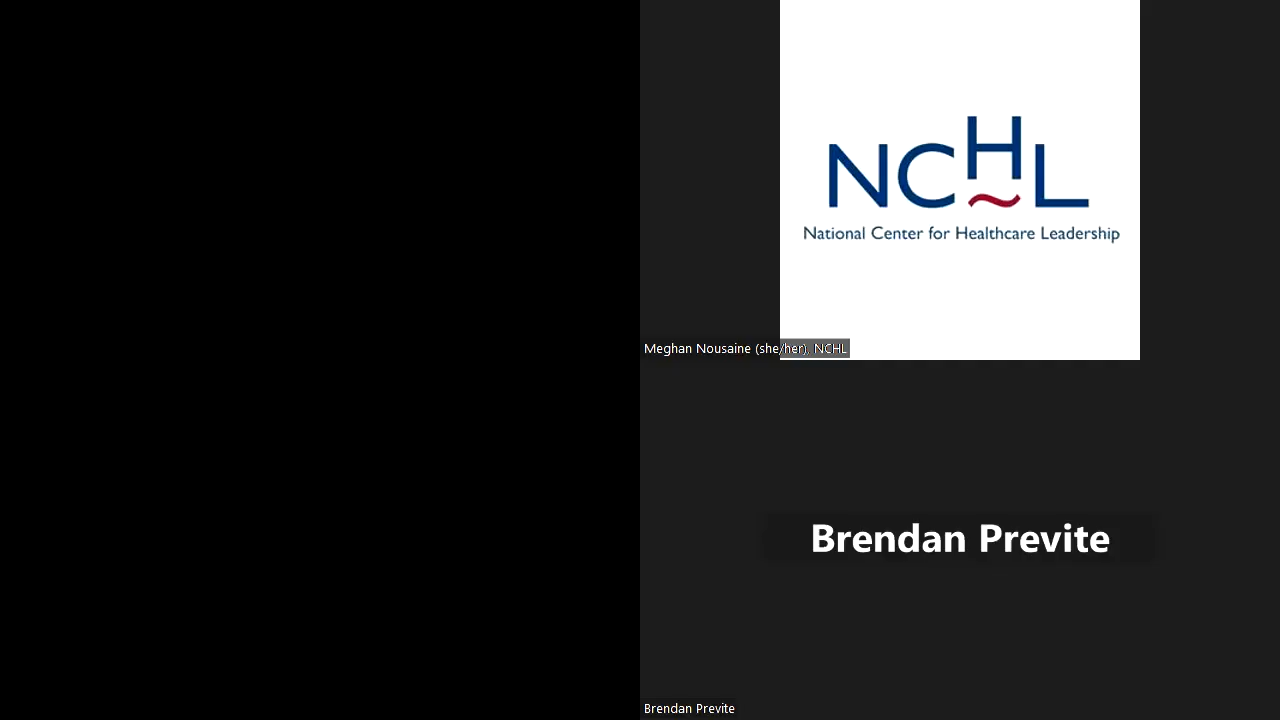 NCHL
National Center for Healthcare Leadership
Meghan Nousaine (she/her), NCHL
Brendan Previte
Brendan Previte